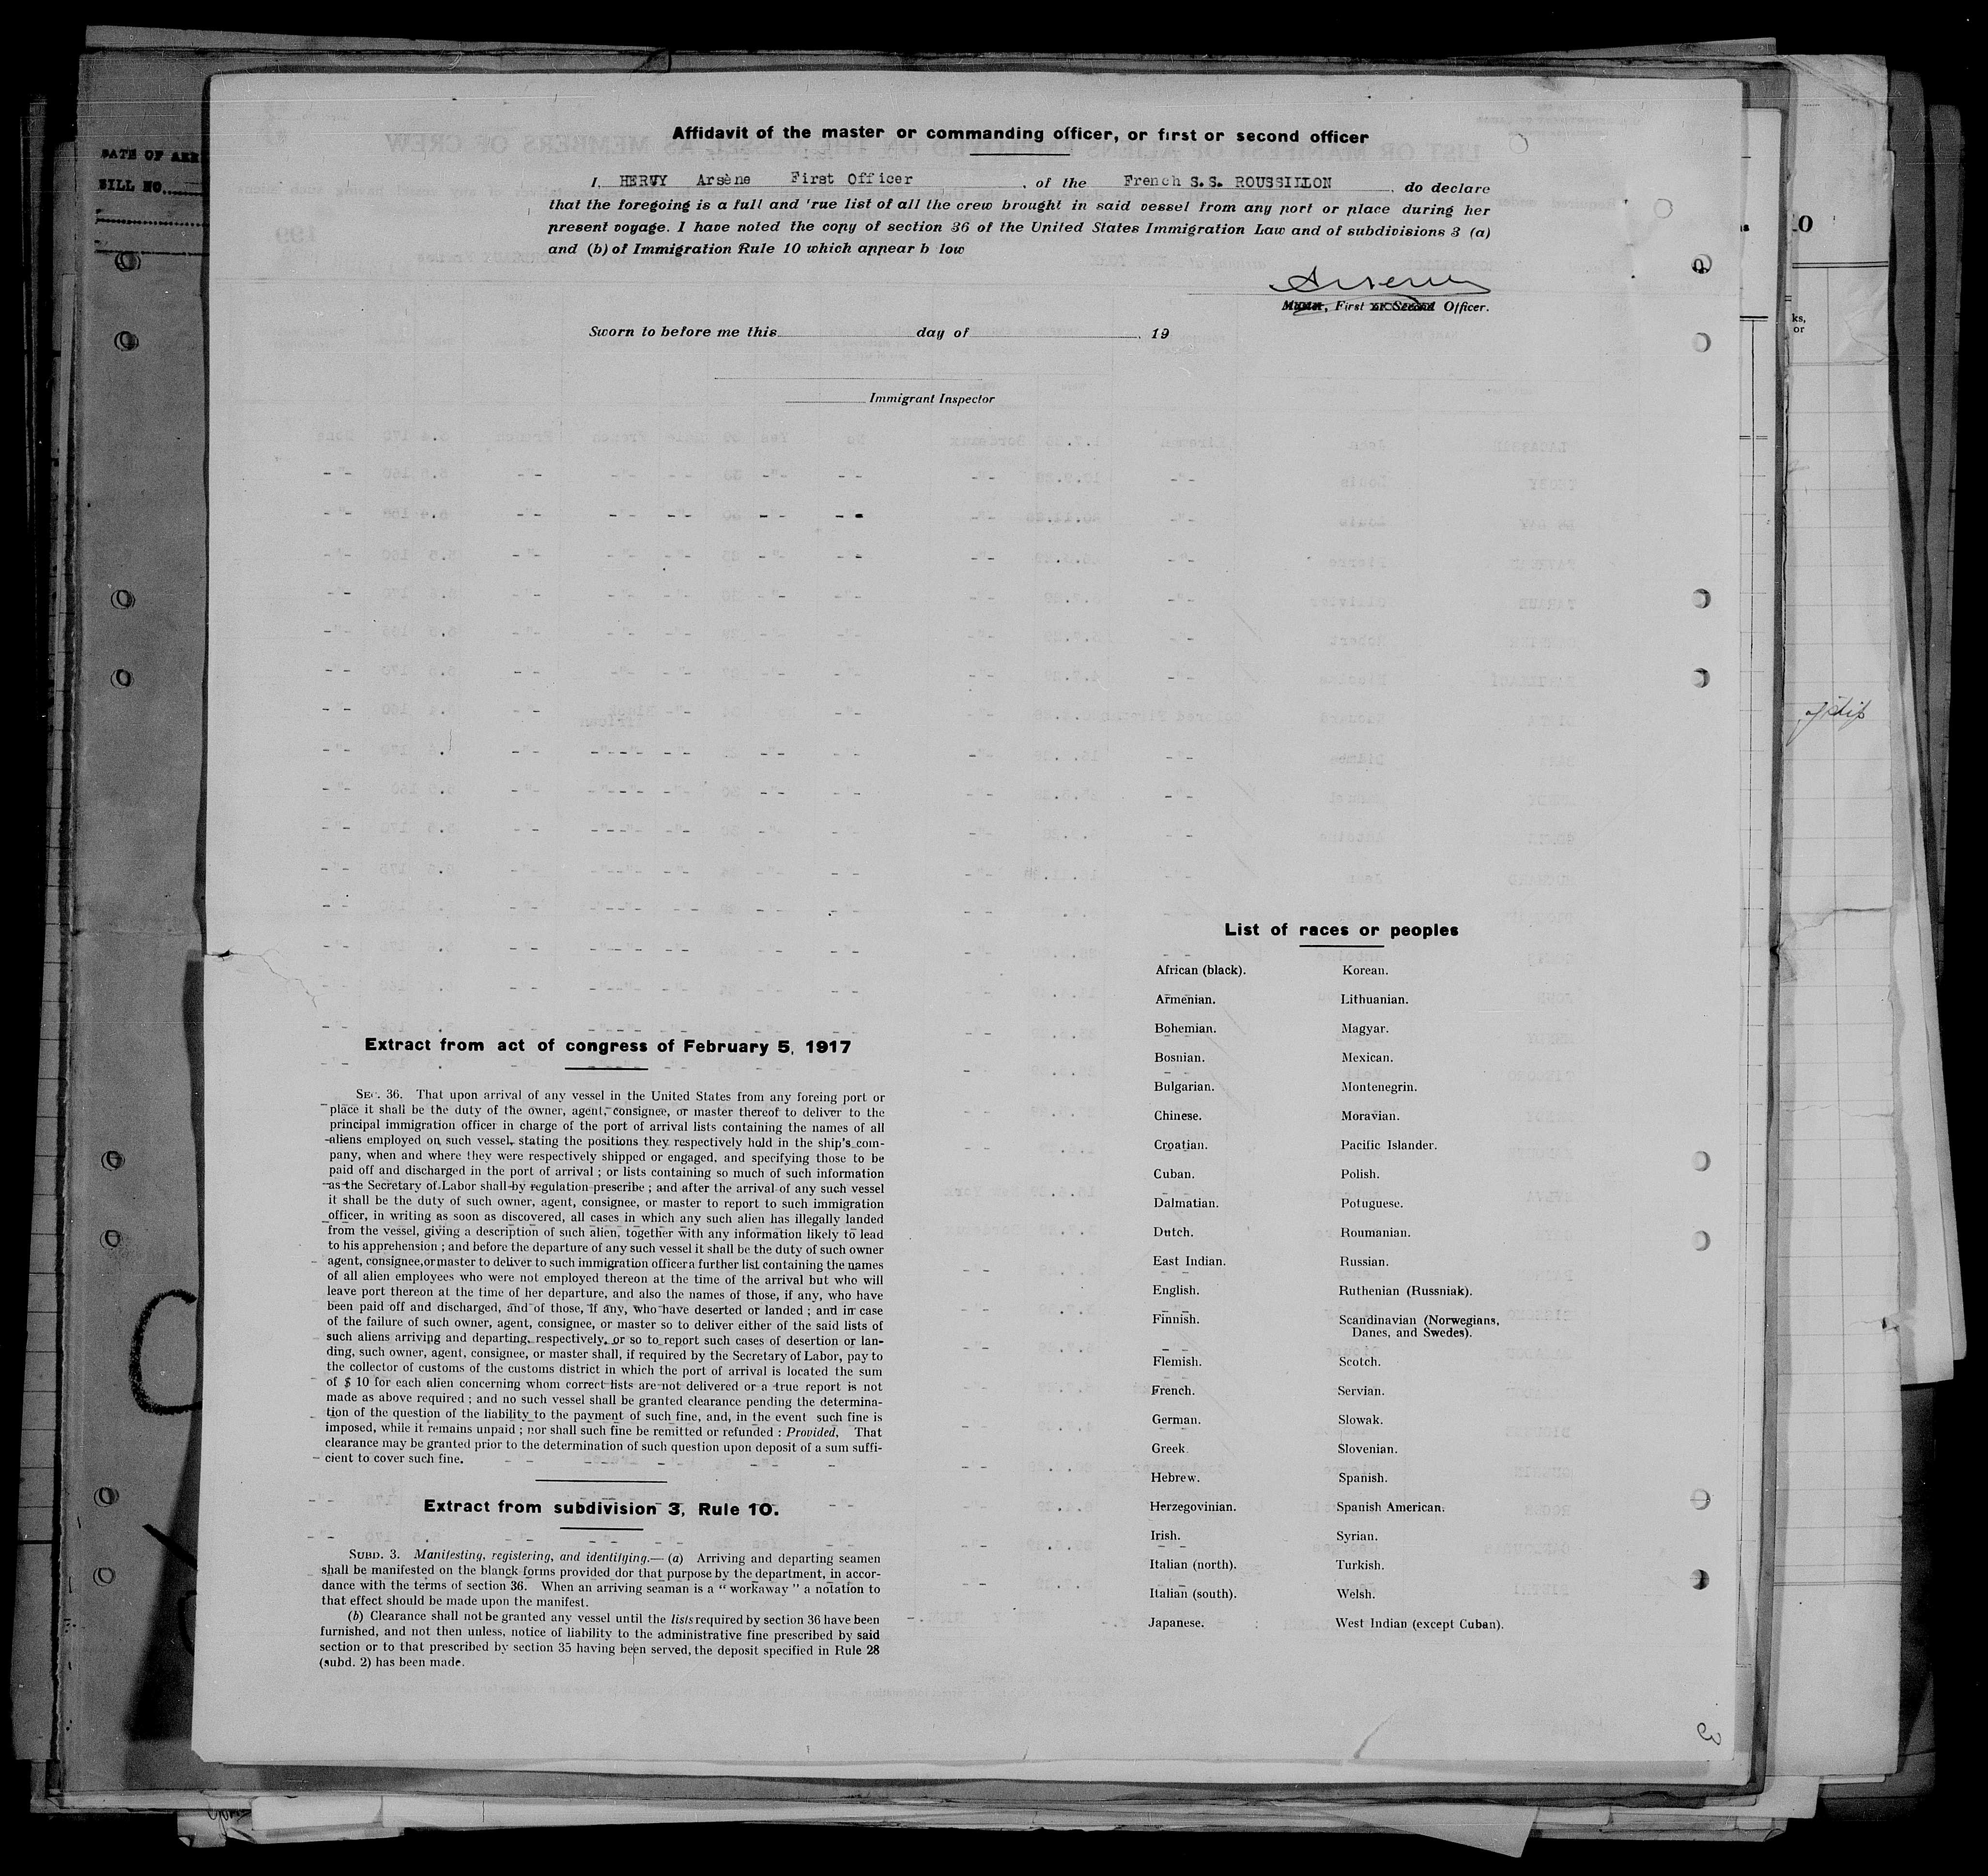 Affidavit of the master or commanding officer, or first or second officer
I, HERVY Arsène First Officer , of the French S.S. ROUSSILLON , do declare
that the foregoing is a full and 'rue list of all the crew brought in said vessel from any port or place during her
present voyage. I have noted the copy of section 36 of the United States Immigration Law and of subdivisions 3 (a)
and (b) of Immigration Rule 10 which appear b low
Master, First or Second Officer.
Sworn to before me this day of , 19
Immigrant Inspector
List of races or peoples
African (black). Korean.
Armenian. Lithuanian.
Bohemian. Magyar.
Bosnian. Mexican.
Bulgarian. Montenegrin.
Chinese. Moravian.
Croatian. Pacific Islander.
Cuban. Polish.
Dalmatian. Potuguese.
Dutch. Roumanian.
East Indian. Russian.
English. Ruthenian (Russniak).
Finnish. Scandinavian (Norwegians,
Danes, and Swedes).
Flemish. Scotch.
French. Servian.
German. Slowak.
Greek. Slovenian.
Hebrew. Spanish.
Herzegovinian. Spanish American.
Irish. Syrian.
Italian (north). Turkish.
Italian (south). Welsh.
Japanese. West Indian (except Cuban).
Extract from act of congress of February 5, 1917
SEC. 36. That upon arrival of any vessel in the United States from any foreing port or
place it shall be the duty of the owner, agent, consignee, or master thereof to deliver to the
principal immigration officer in charge of the port of arrival lists containing the names of all
aliens employed on such vessel, stating the positions they respectively hold in the ship's com-
pany, when and where they were respectively shipped or engaged, and specifying those to be
paid off and discharged in the port of arrival ; or lists containing so much of such information
as the Secretary of Labor shall by regulation prescribe ; and after the arrival of any such vessel
it shall be the duty of such owner, agent, consignee, or master to report to such immigration
officer, in writing as soon as discovered, all cases in which any such alien has illegally landed
from the vessel, giving a description of such alien, together with any information likely to lead
to his apprehension ; and before the departure of any such vessel it shall be the duty of such owner
agent, consignee, or master to deliver to such immigration officer a further list containing the names
of all alien employees who were not employed thereon at the time of the arrival but who will
leave port thereon at the time of her departure, and also the names of those, if any, who have
been paid off and discharged, and of those, if any, who have deserted or landed ; and in case
of the failure of such owner, agent, consignee, or master so to deliver either of the said lists of
such aliens arriving and departing, respectively, or so to report such cases of desertion or lan-
ding, such owner, agent, consignee, or master shall, if required by the Secretary of Labor, pay to
the collector of customs of the customs district in which the port of arrival is located the sum
of $ 10 for each alien concerning whom correct lists are not delivered or a true report is not
made as above required ; and no such vessel shall be granted clearance pending the determina-
tion of the question of the liability to the payment of such fine, and, in the event such fine is
imposed, while it remains unpaid ; nor shall such fine be remitted or refunded : Provided, That
clearance may be granted prior to the determination of such question upon deposit of a sum suffi-
cient to cover such fine.
Extract from subdivision 3, Rule 10.
SUBD. 3. Manifesting, registering, and identifying.— (a) Arriving and departing seamen
shall be manifested on the blanck forms provided dor that purpose by the department, in accor-
dance with the terms of section 36. When an arriving seaman is a “ workaway ” a notation to
that effect should be made upon the manifest.
(b) Clearance shall not be granted any vessel until the lists required by section 36 have been
furnished, and not then unless, notice of liability to the administrative fine prescribed by said
section or to that prescribed by section 35 having been served, the deposit specified in Rule 28
(subd. 2) has been made.
3
DATE OF ARR
BILL NO.
ks,
or